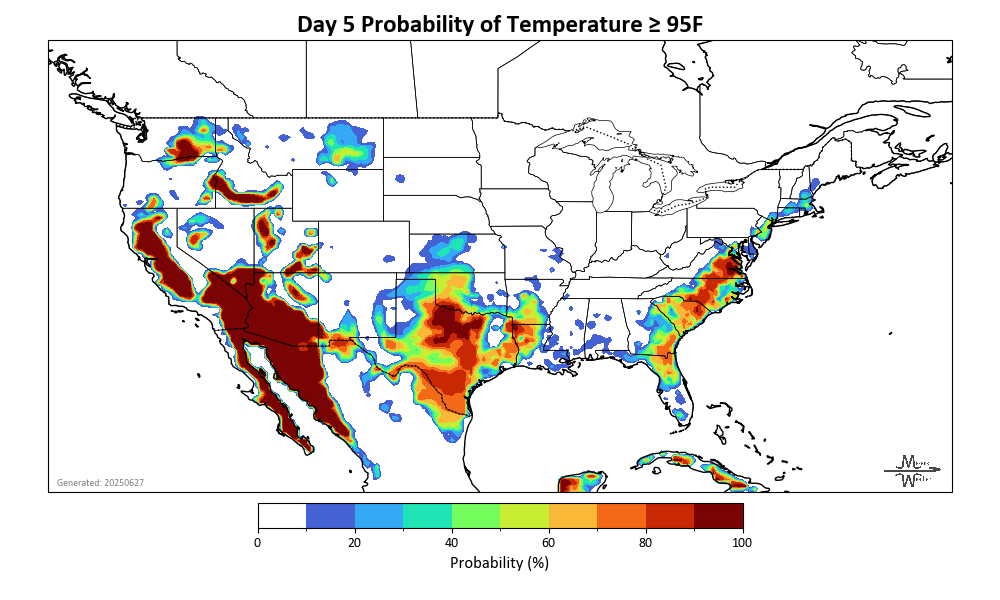 Day 5 Probability of Temperature ≥ 95F
Generated: 20250627
0 20 40 60 80 100
Probability (%)